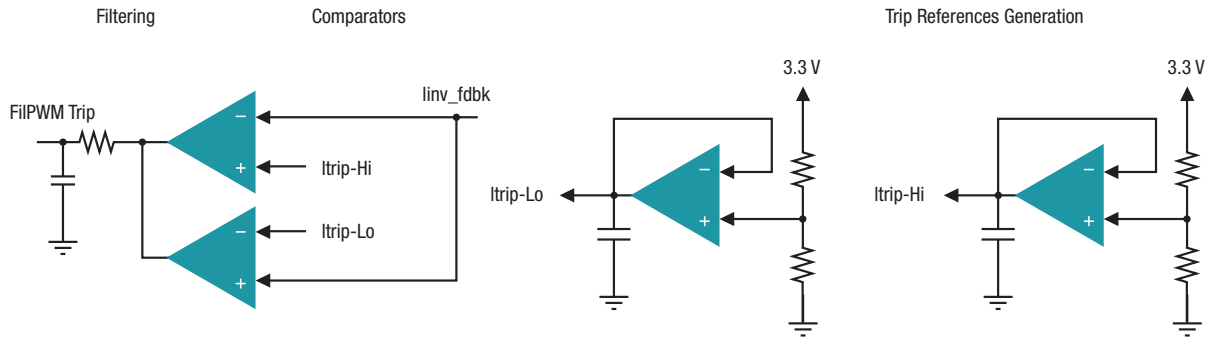 Filtering
Comparators
Trip References Generation
FilPWM Trip
Iinv_fdbk
−
+
Itrip-Hi
Itrip-Lo
−
+
3.3 V
Itrip-Lo
−
+
3.3 V
Itrip-Hi
−
+